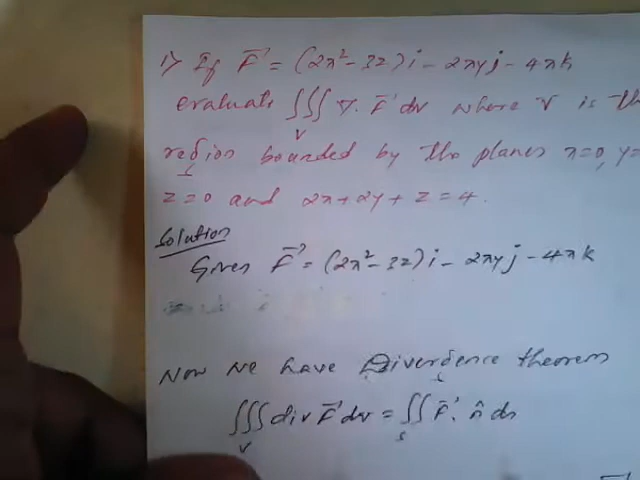 1) If F⃗ = (2x² - 3z) i - 2xy j - 4x k
evaluate ∭ ∇. F⃗ dv where V is th
V
region bounded by the planes x=0, y=
z=0 and 2x+2y+z=4.
Solution
Given F⃗ = (2x² - 3z) i - 2xy j - 4x k
Now we have Divergence theorem
∭ div F⃗ dv = ∬ F⃗. n̂ ds
V S